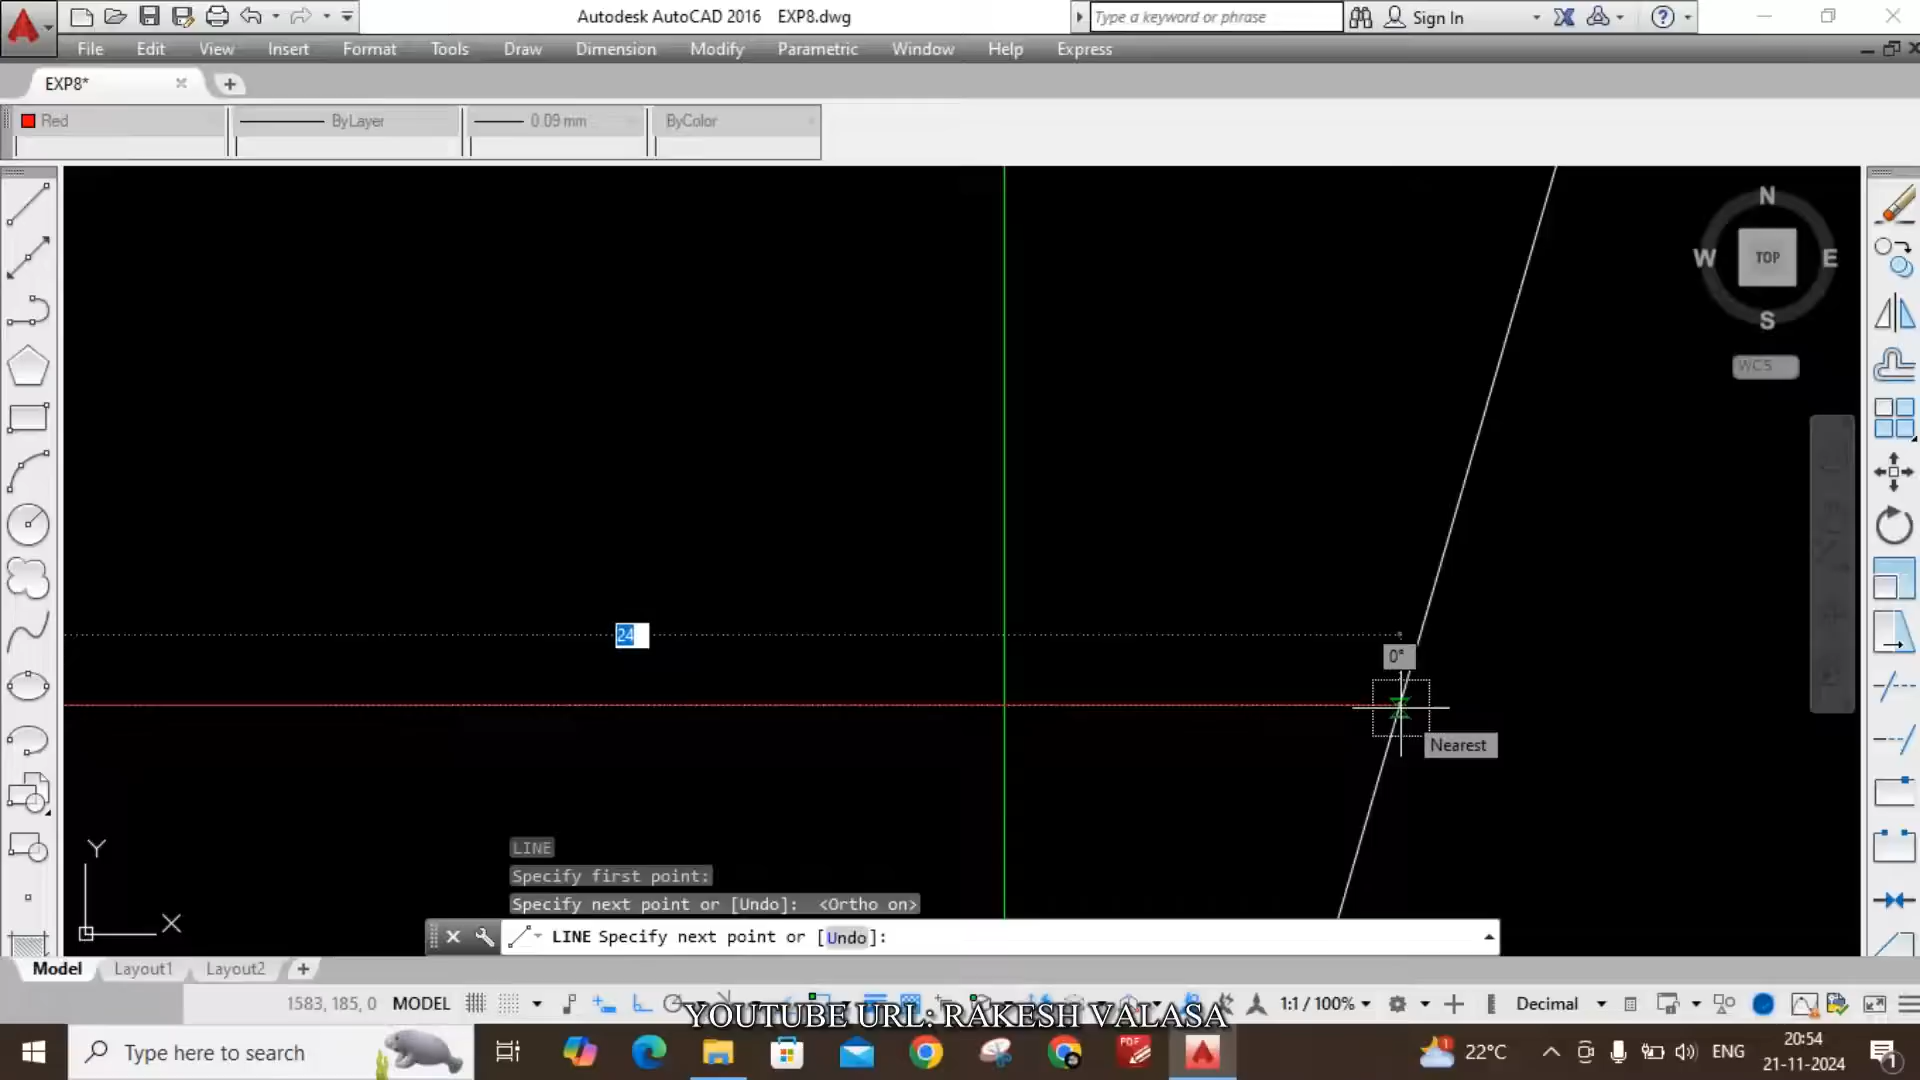 Autodesk AutoCAD 2016 EXP8.dwg
Type a keyword or phrase
Sign In
File Edit View Insert Format Tools Draw Dimension Modify Parametric Window Help Express
EXP8*
Red ByLayer 0.09 mm ByColor
N
W TOP E
S
WCS
24
0°
Nearest
Y
X
LINE
Specify first point:
Specify next point or [Undo]: <Ortho on>
LINE Specify next point or [Undo]:
Model Layout1 Layout2
1583, 185, 0 MODEL 1:1 / 100% Decimal
YOUTUBE URL: RAKESH VALASA
Type here to search
PDF
22°C ENG 20:54
21-11-2024
1